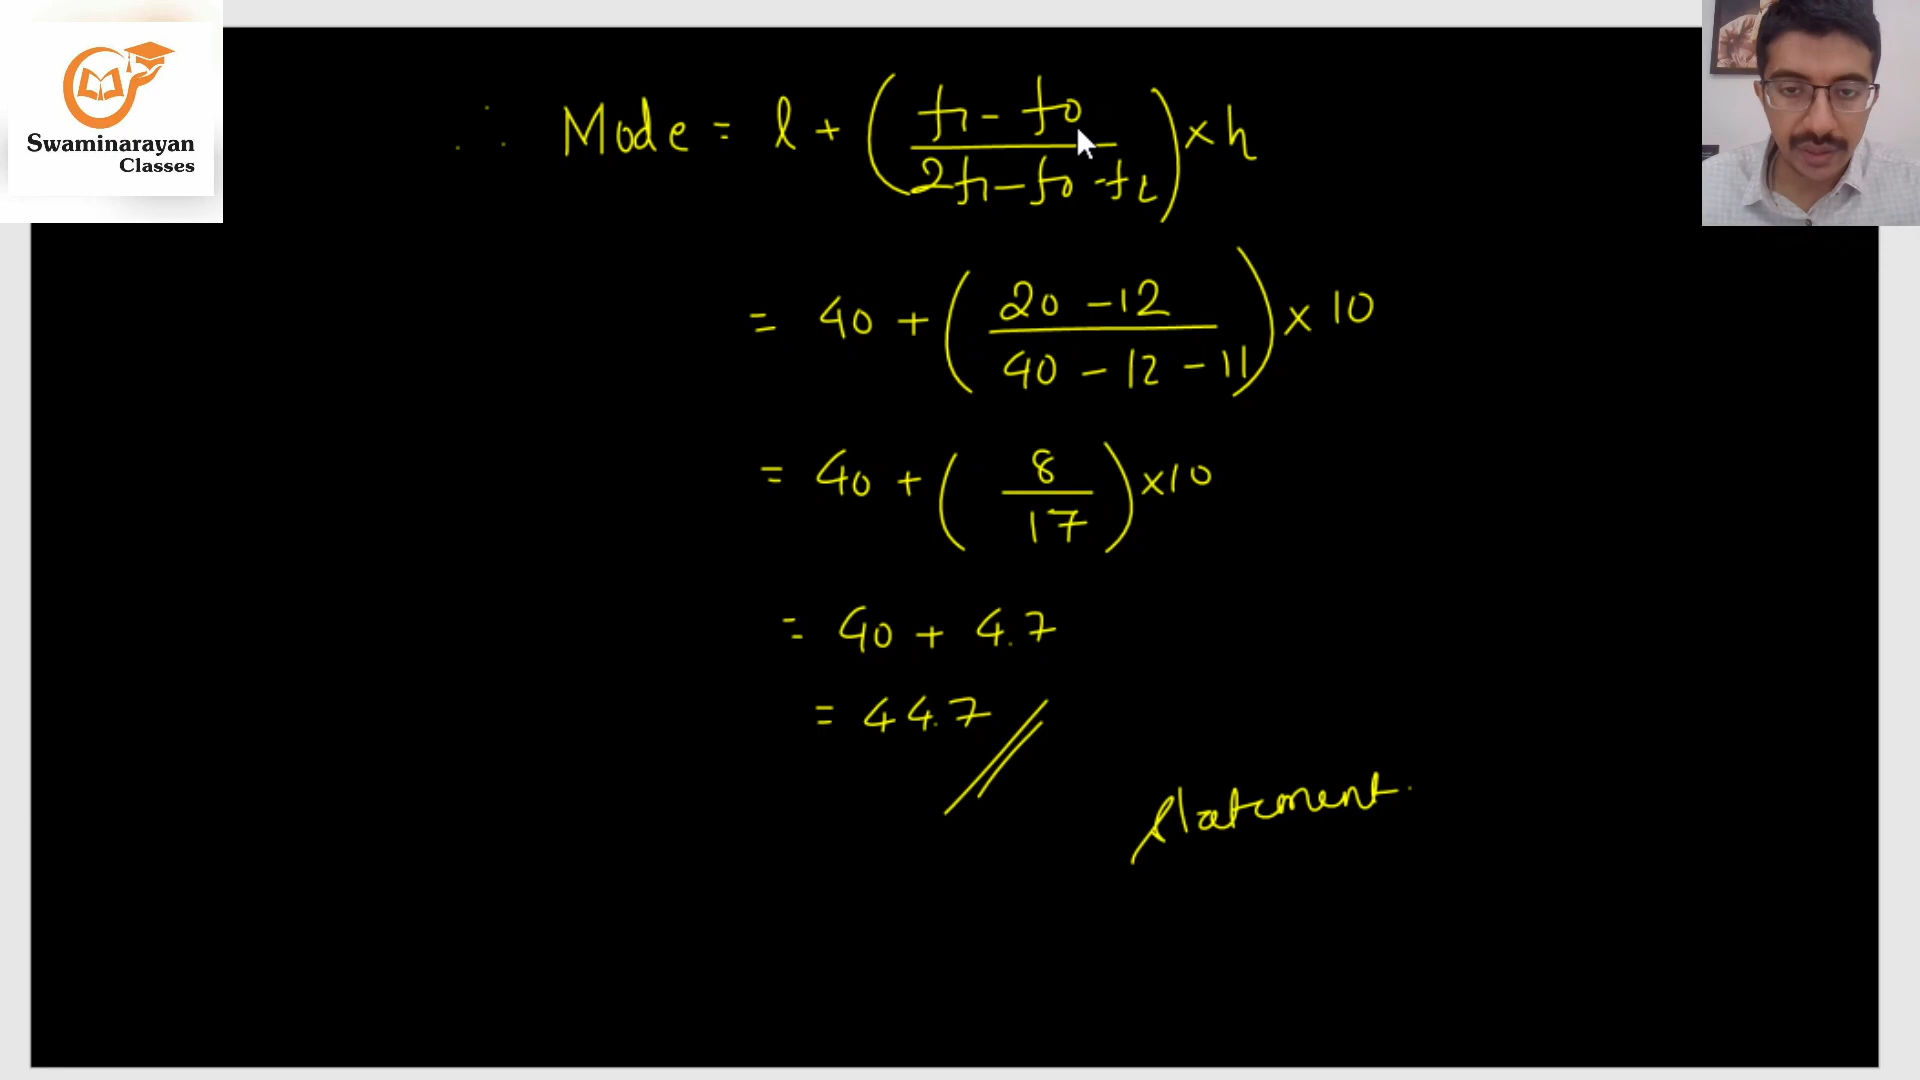 Swaminarayan
Classes
∴ Mode = l + ( f1 - f0 / 2f1 - f0 - f2 ) × h
= 40 + ( 20 - 12 / 40 - 12 - 11 ) × 10
= 40 + ( 8 / 17 ) × 10
= 40 + 4.7
= 44.7 //
Statement.